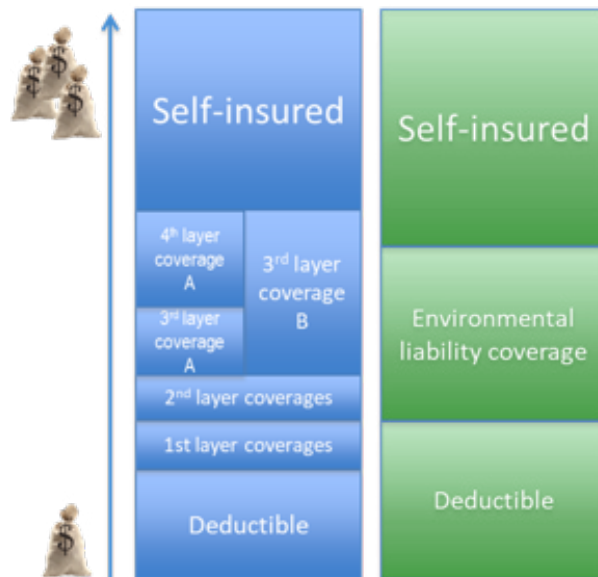 Self-insured
4th layer
coverage
A
3rd layer
coverage
B
3rd layer
coverage
A
2nd layer coverages
1st layer coverages
Deductible
Self-insured
Environmental
liability coverage
Deductible
$
$
$
$